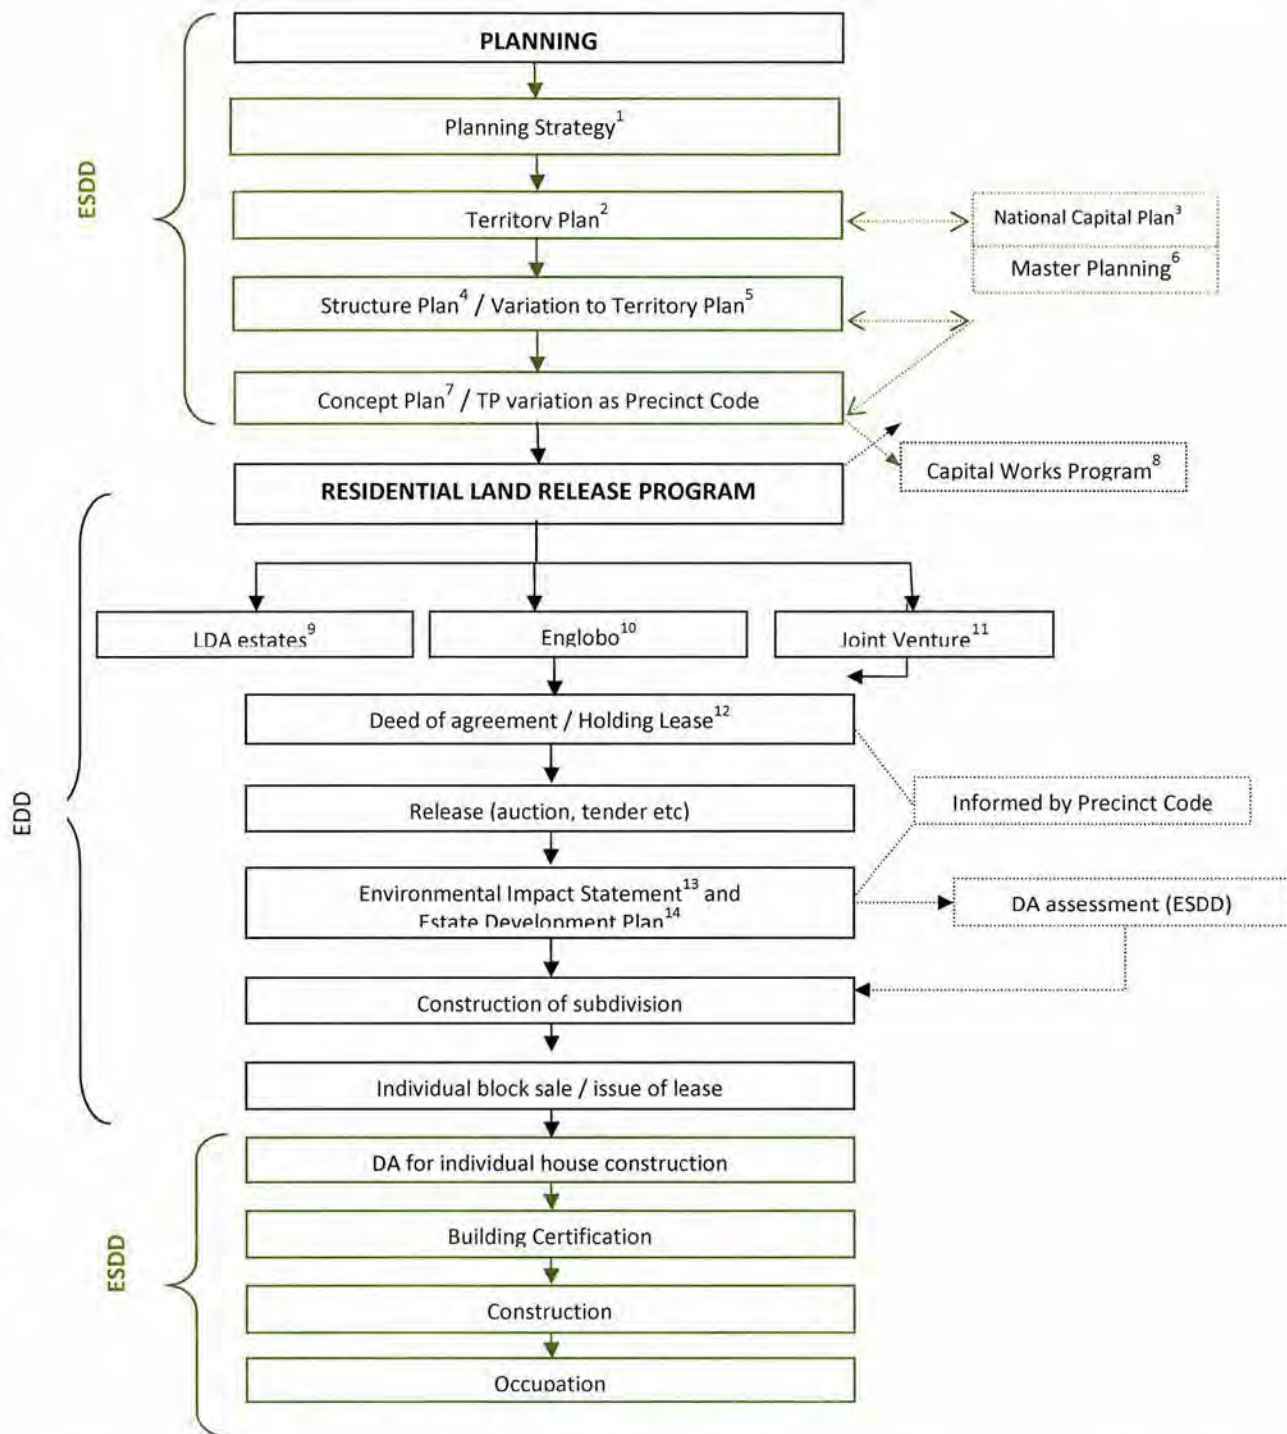 PLANNING
Planning Strategy1
ESDD
Territory Plan2
National Capital Plan3
Master Planning6
Structure Plan4 / Variation to Territory Plan5
Concept Plan7 / TP variation as Precinct Code
Capital Works Program8
RESIDENTIAL LAND RELEASE PROGRAM
LDA estates9
Englobo10
Joint Venture11
Deed of agreement / Holding Lease12
EDD
Release (auction, tender etc)
Informed by Precinct Code
Environmental Impact Statement13 and
Estate Development Plan14
DA assessment (ESDD)
Construction of subdivision
Individual block sale / issue of lease
DA for individual house construction
Building Certification
ESDD
Construction
Occupation